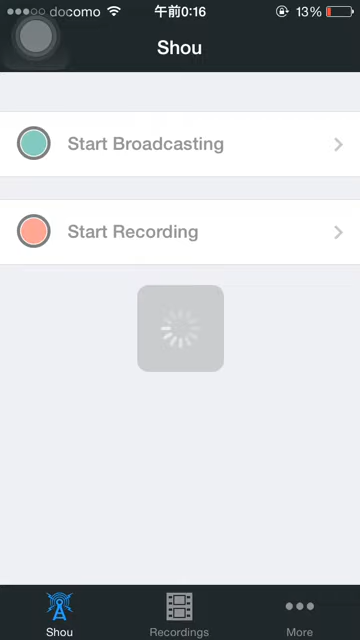 docomo 午前0:16 13%
Shou
Start Broadcasting
Start Recording
Shou Recordings More